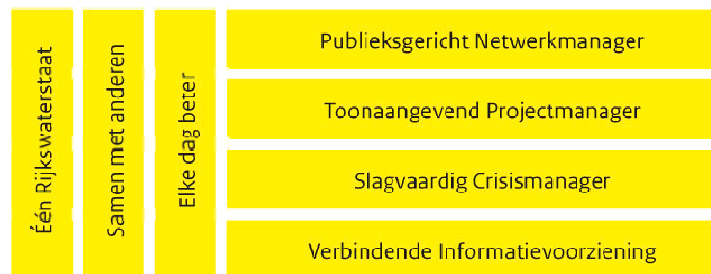 Één Rijkswaterstaat
Samen met anderen
Elke dag beter
Publieksgericht Netwerkmanager
Toonaangevend Projectmanager
Slagvaardig Crisismanager
Verbindende Informatievoorziening